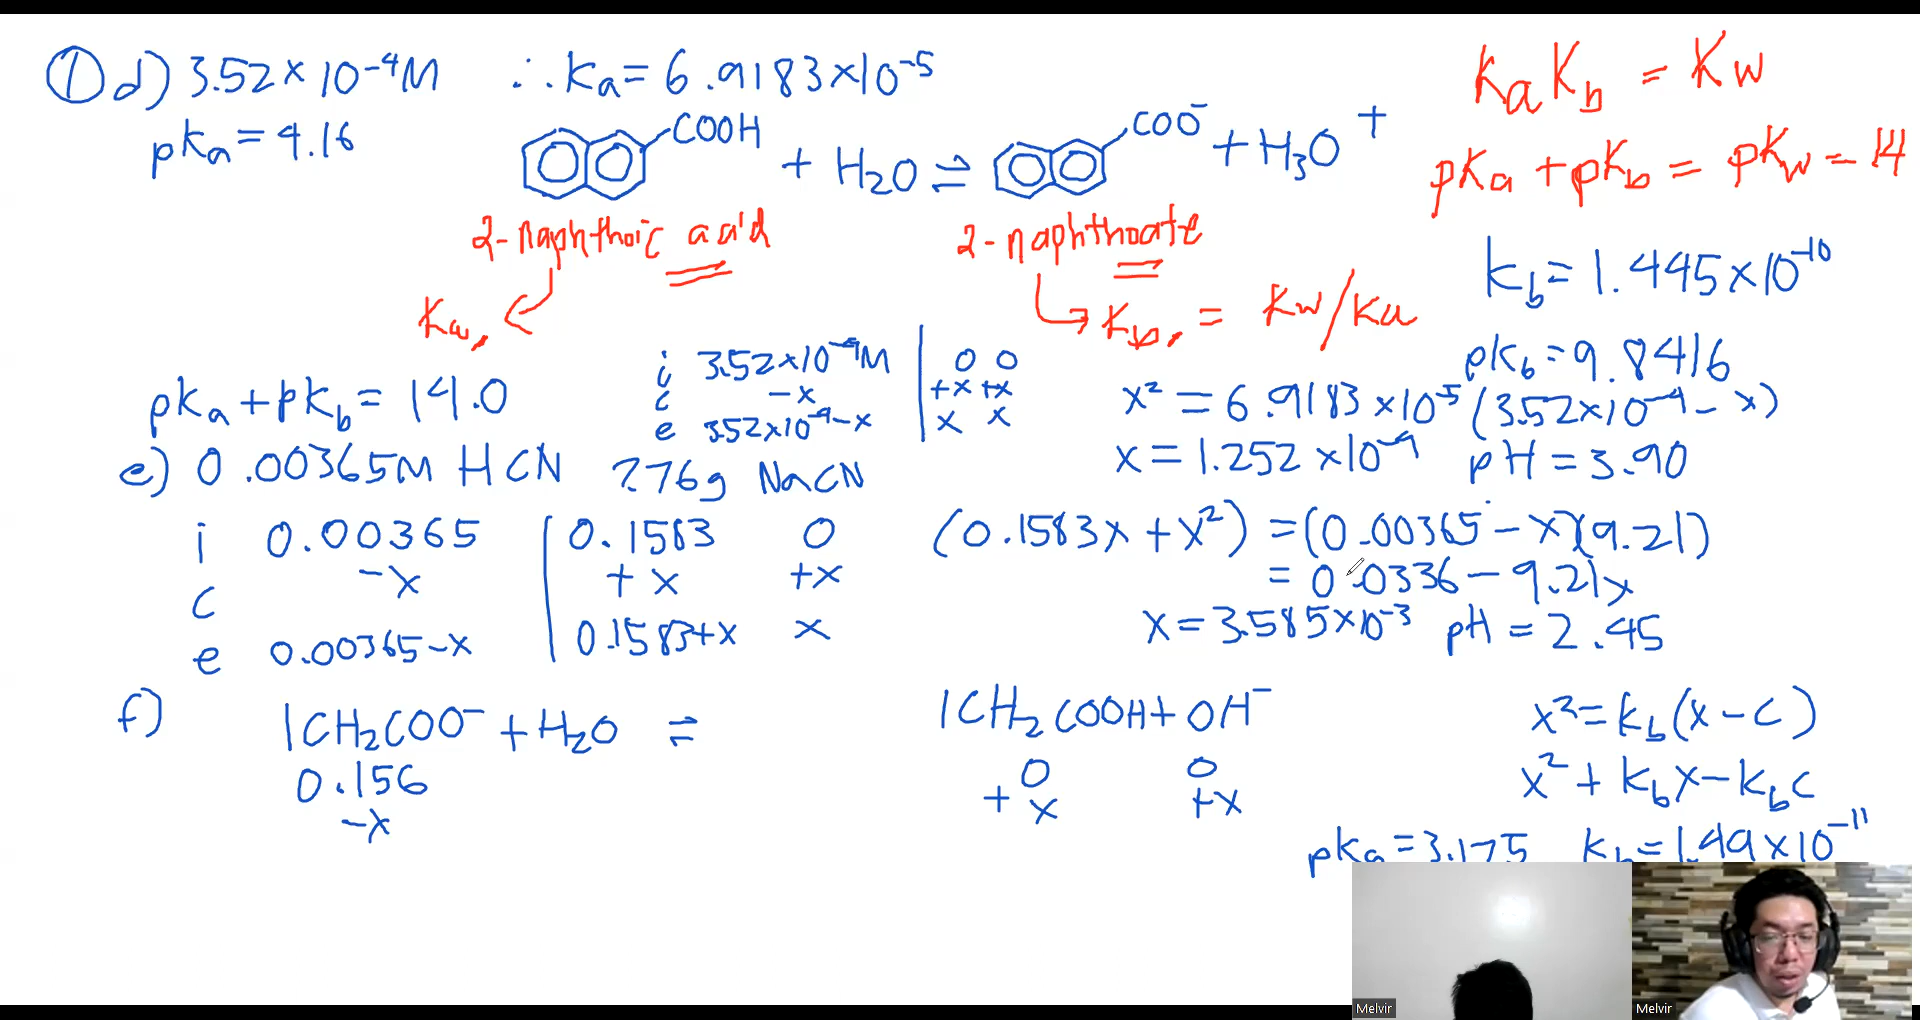 ① d) 3.52 × 10⁻⁴M ∴ Ka = 6.9183×10⁻⁵
pKa = 4.16
COOH + H₂O ⇌ COO⁻ + H₃O⁺
2-naphthoic acid 2-naphthoate
Ka Kb = Kw/Ka
KaKb = Kw
pKa + pKb = pKw = 14
Kb = 1.445×10⁻¹⁰
pKb = 9.8416
pKa + pKb = 14.0
i 3.52×10⁻⁴M 0 0
c -x +x +x
e 3.52×10⁻⁴-x x x
x² = 6.9183×10⁻⁵(3.52×10⁻⁴ - x)
x = 1.252×10⁻⁴ pH = 3.90
e) 0.00365M HCN 7.76g NaCN
i 0.00365 0.1583 0
c -x +x +x
e 0.00365-x 0.1583+x x
(0.1583x + x²) = (0.00365 - x)(9.21)
= 0.0336 - 9.21x
x = 3.585×10⁻³ pH = 2.45
f) ICH₂COO⁻ + H₂O ⇌ ICH₂COOH + OH⁻
0.156 0 0
-x +x +x
x² = Kb(x-c)
x² + Kbx - Kbc
pKa = 3.175 Kb = 1.49×10⁻¹¹
Melvir
Melvir